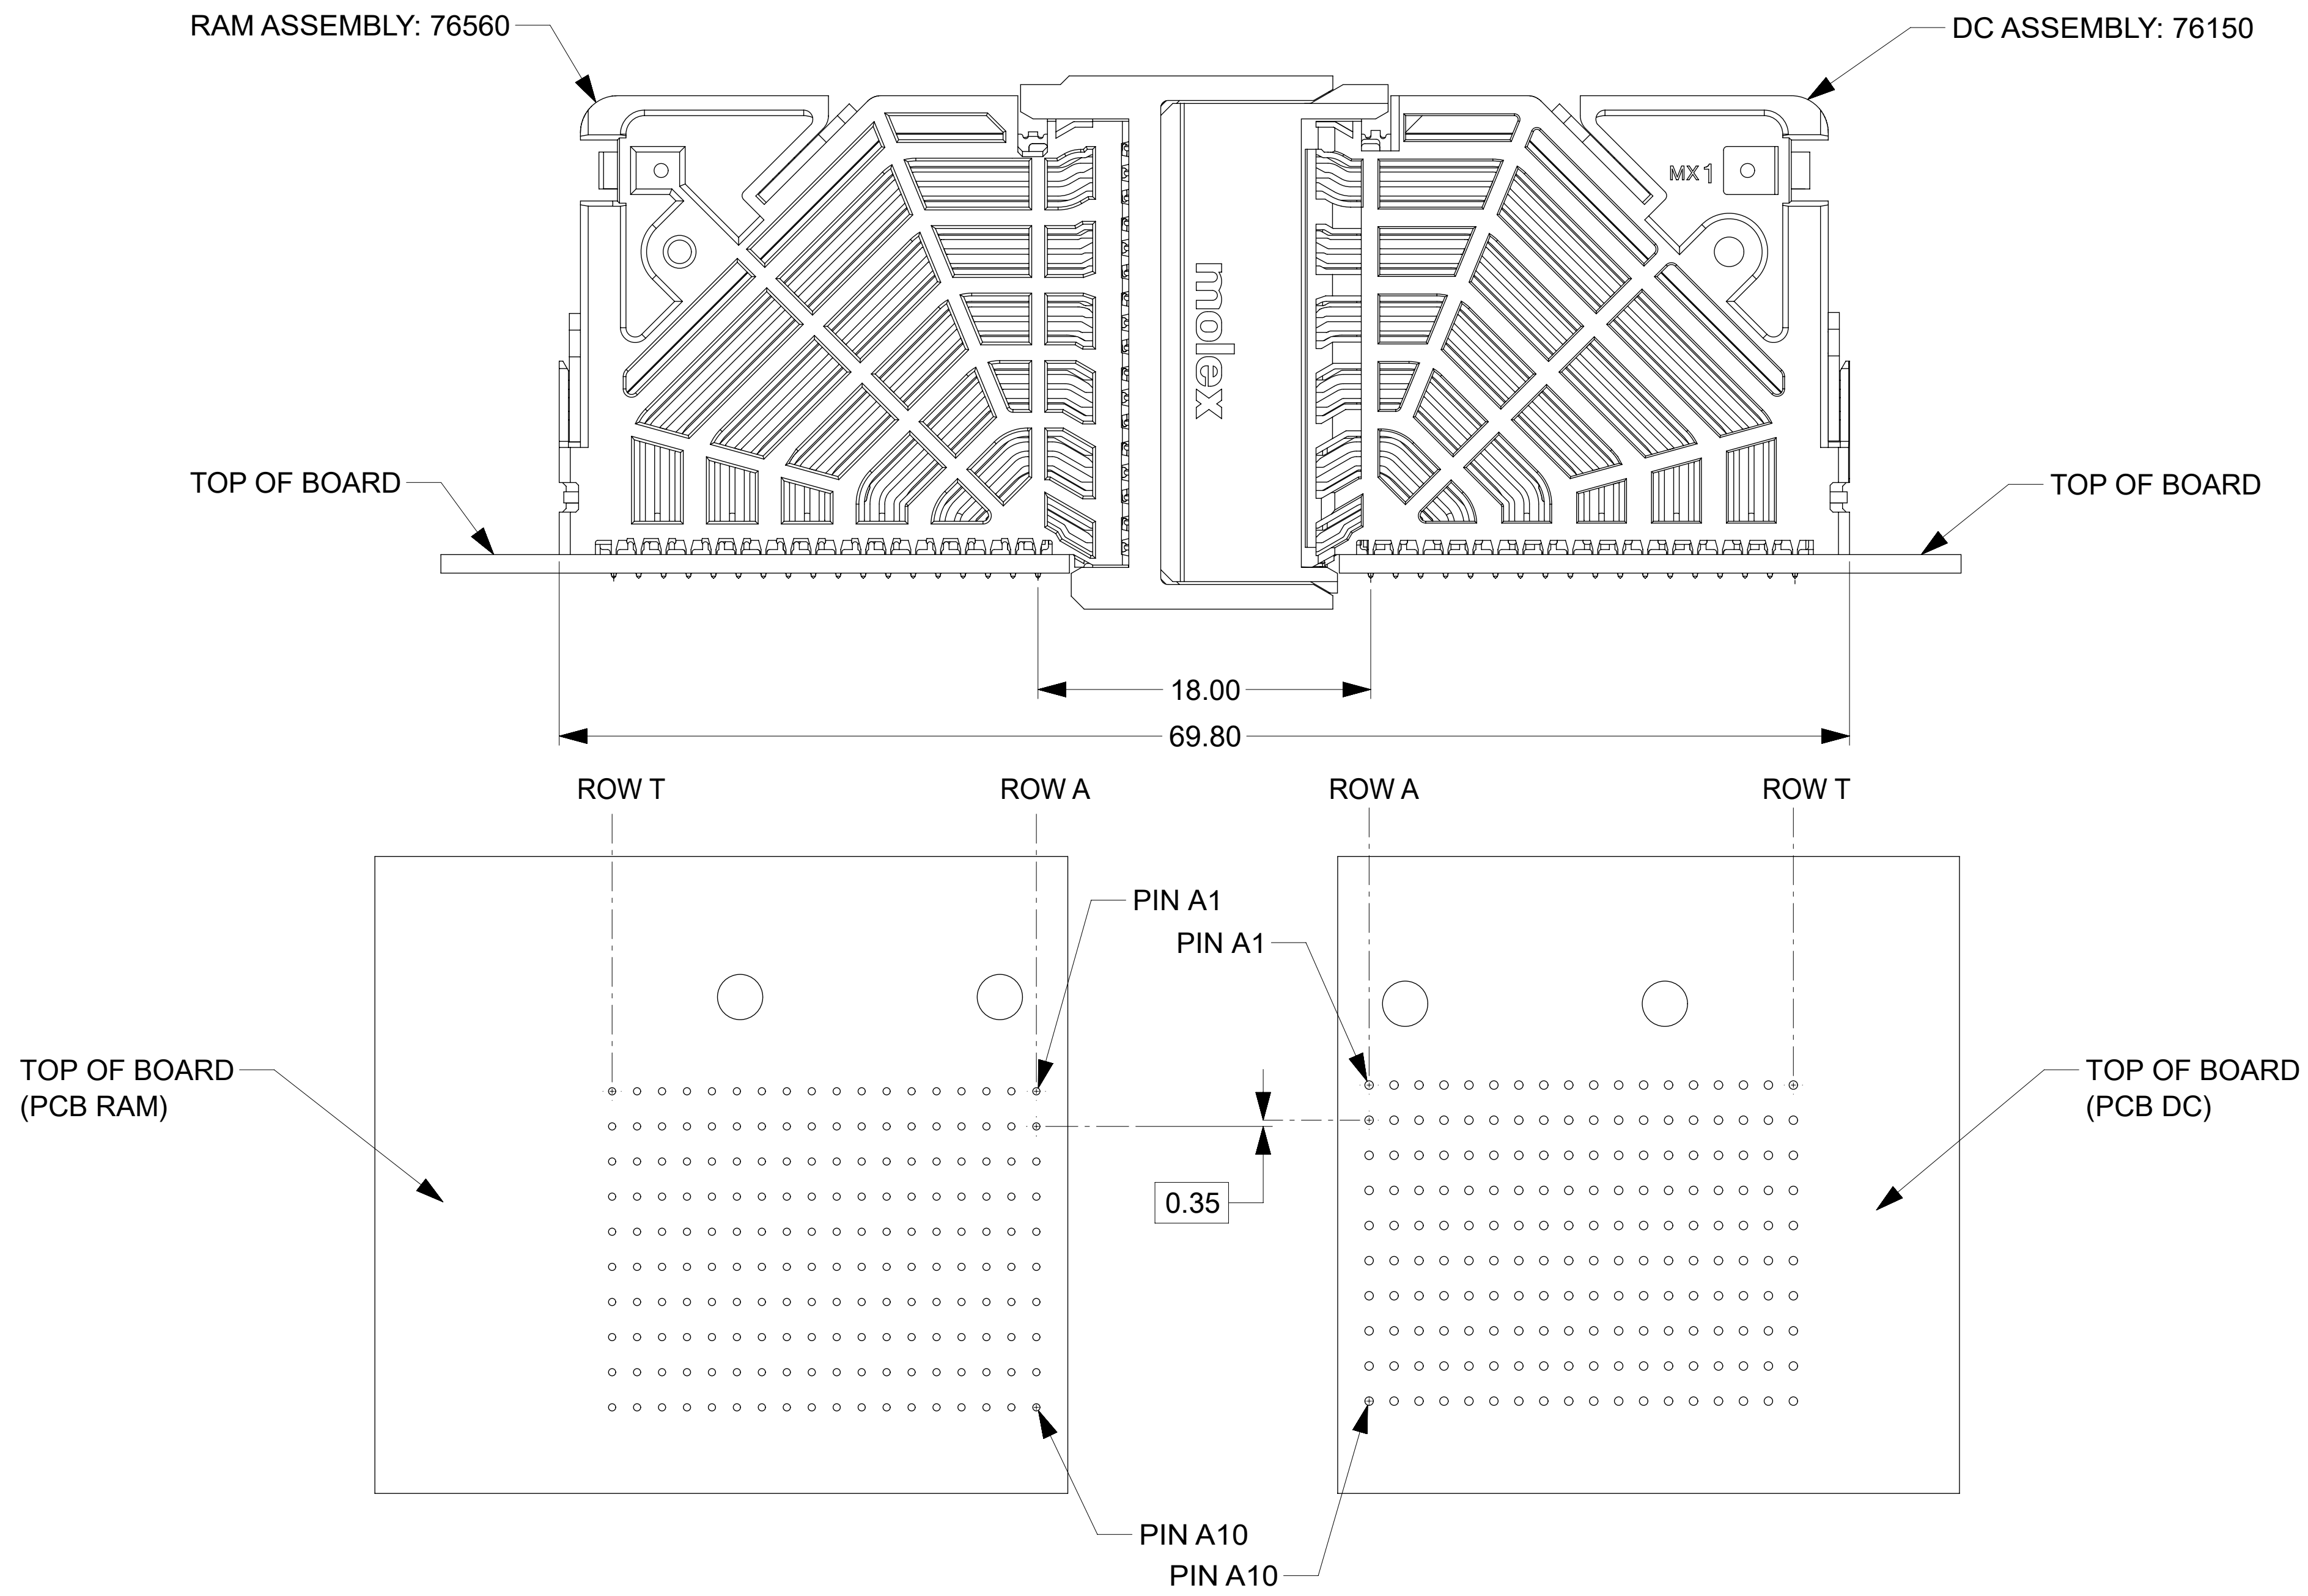 RAM ASSEMBLY: 76560
DC ASSEMBLY: 76150
MX 1
molex
TOP OF BOARD
TOP OF BOARD
18.00
69.80
ROW T
ROW A
ROW A
ROW T
PIN A1
PIN A1
TOP OF BOARD
(PCB RAM)
TOP OF BOARD
(PCB DC)
0.35
PIN A10
PIN A10